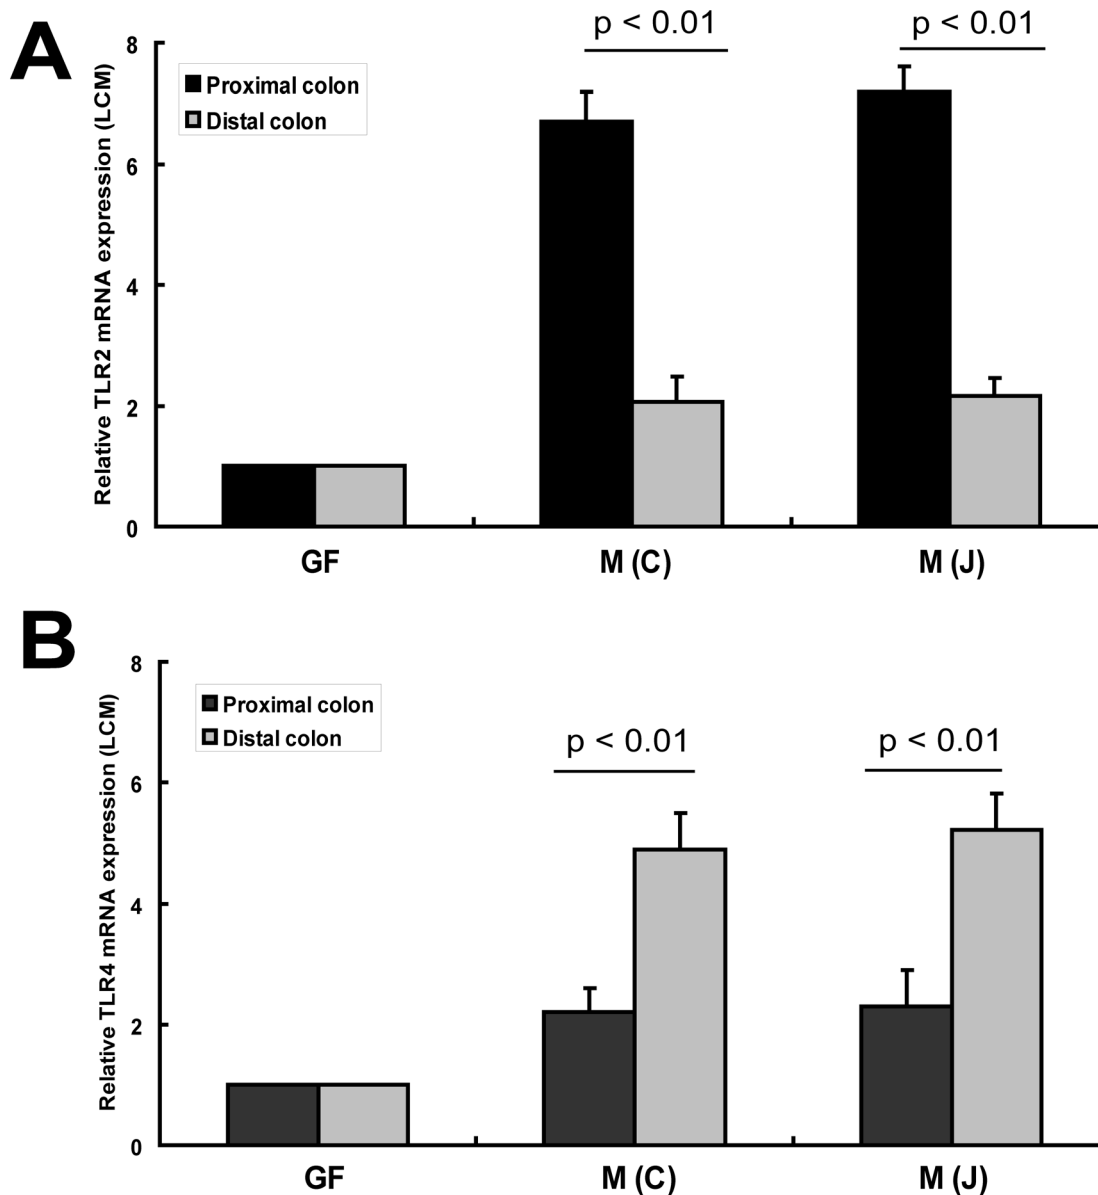 A
Relative TLR2 mRNA expression (LCM)
p < 0.01
p < 0.01
Proximal colon
Distal colon
8
6
4
2
0
GF
M (C)
M (J)
B
Relative TLR4 mRNA expression (LCM)
Proximal colon
Distal colon
p < 0.01
p < 0.01
8
6
4
2
0
GF
M (C)
M (J)